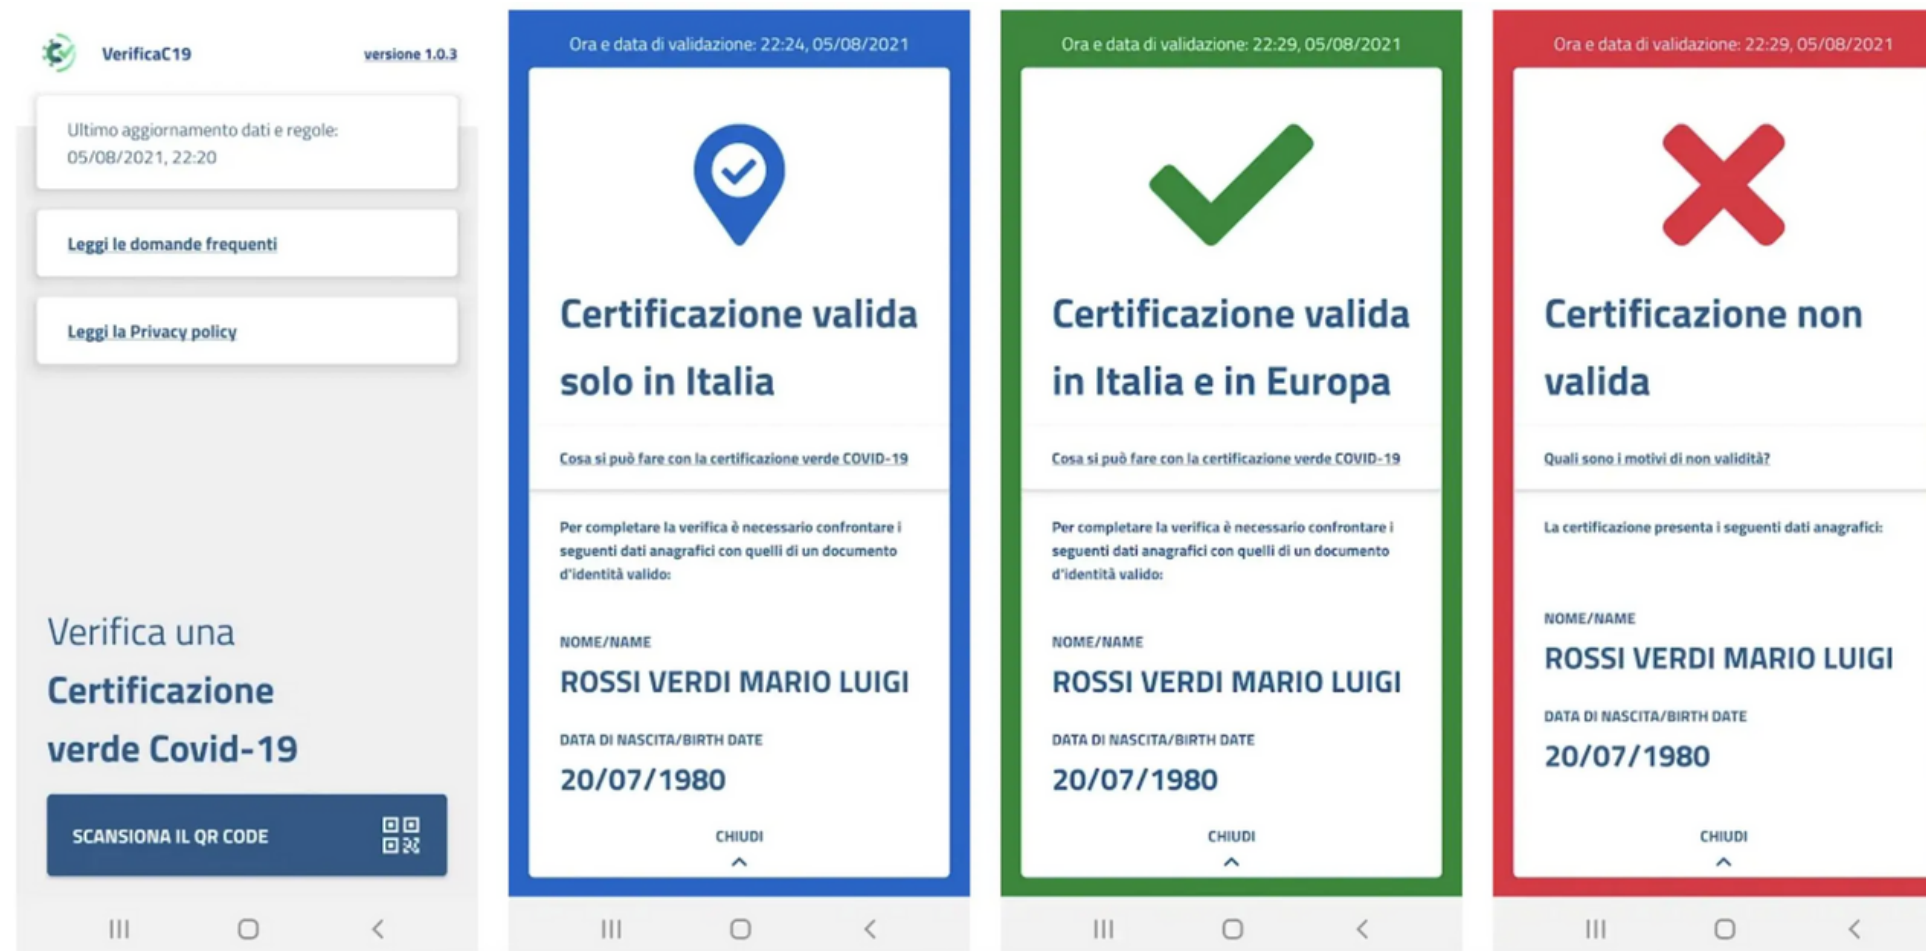 VerificaC19
versione 1.0.3
Ultimo aggiornamento dati e regole:
05/08/2021, 22:20
Leggi le domande frequenti
Leggi la Privacy policy
Verifica una
Certificazione
verde Covid-19
SCANSIONA IL QR CODE
Ora e data di validazione: 22:24, 05/08/2021
Certificazione valida
solo in Italia
Cosa si può fare con la certificazione verde COVID-19
Per completare la verifica è necessario confrontare i
seguenti dati anagrafici con quelli di un documento
d'identità valido:
NOME/NAME
ROSSI VERDI MARIO LUIGI
DATA DI NASCITA/BIRTH DATE
20/07/1980
CHIUDI
Ora e data di validazione: 22:29, 05/08/2021
Certificazione valida
in Italia e in Europa
Cosa si può fare con la certificazione verde COVID-19
Per completare la verifica è necessario confrontare i
seguenti dati anagrafici con quelli di un documento
d'identità valido:
NOME/NAME
ROSSI VERDI MARIO LUIGI
DATA DI NASCITA/BIRTH DATE
20/07/1980
CHIUDI
Ora e data di validazione: 22:29, 05/08/2021
Certificazione non
valida
Quali sono i motivi di non validità?
La certificazione presenta i seguenti dati anagrafici:
NOME/NAME
ROSSI VERDI MARIO LUIGI
DATA DI NASCITA/BIRTH DATE
20/07/1980
CHIUDI